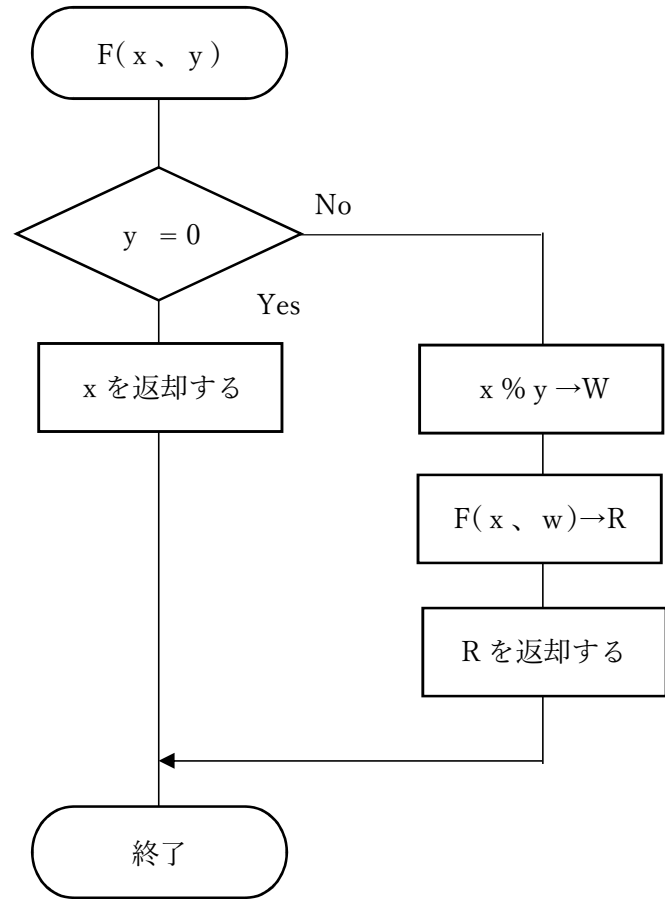 F( x 、 y )
No
y = 0
Yes
x を返却する
x % y →W
F( x 、 w )→R
R を返却する
終了